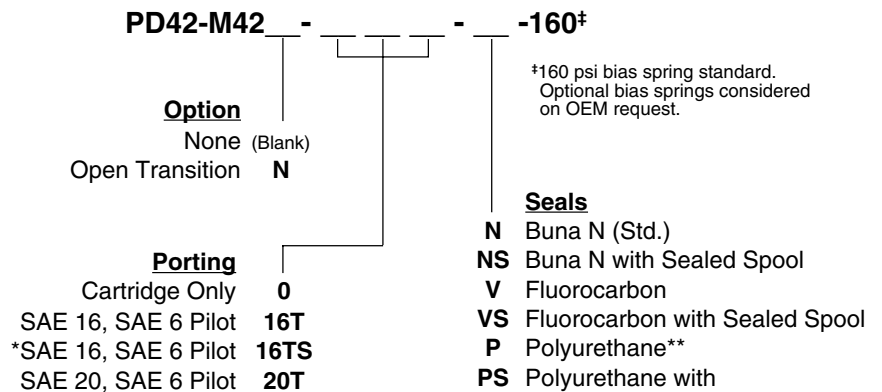 PD42-M42__ - __ __ __ - __ -160‡
‡160 psi bias spring standard.
Optional bias springs considered
on OEM request.
Option
None (Blank)
Open Transition N
Porting
Cartridge Only 0
SAE 16, SAE 6 Pilot 16T
*SAE 16, SAE 6 Pilot 16TS
SAE 20, SAE 6 Pilot 20T
Seals
N Buna N (Std.)
NS Buna N with Sealed Spool
V Fluorocarbon
VS Fluorocarbon with Sealed Spool
P Polyurethane**
PS Polyurethane with